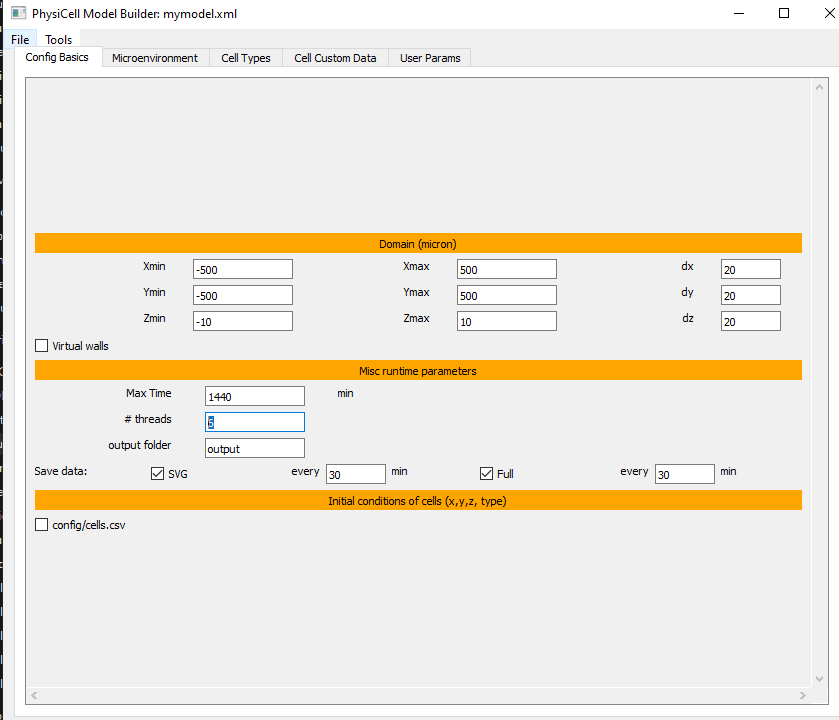 PhysiCell Model Builder: mymodel.xml
File Tools
Config Basics Microenvironment Cell Types Cell Custom Data User Params
Domain (micron)
Xmin -500 Xmax 500 dx 20
Ymin -500 Ymax 500 dy 20
Zmin -10 Zmax 10 dz 20
Virtual walls
Misc runtime parameters
Max Time 1440 min
# threads 5
output folder output
Save data: SVG every 30 min Full every 30 min
Initial conditions of cells (x,y,z, type)
config/cells.csv